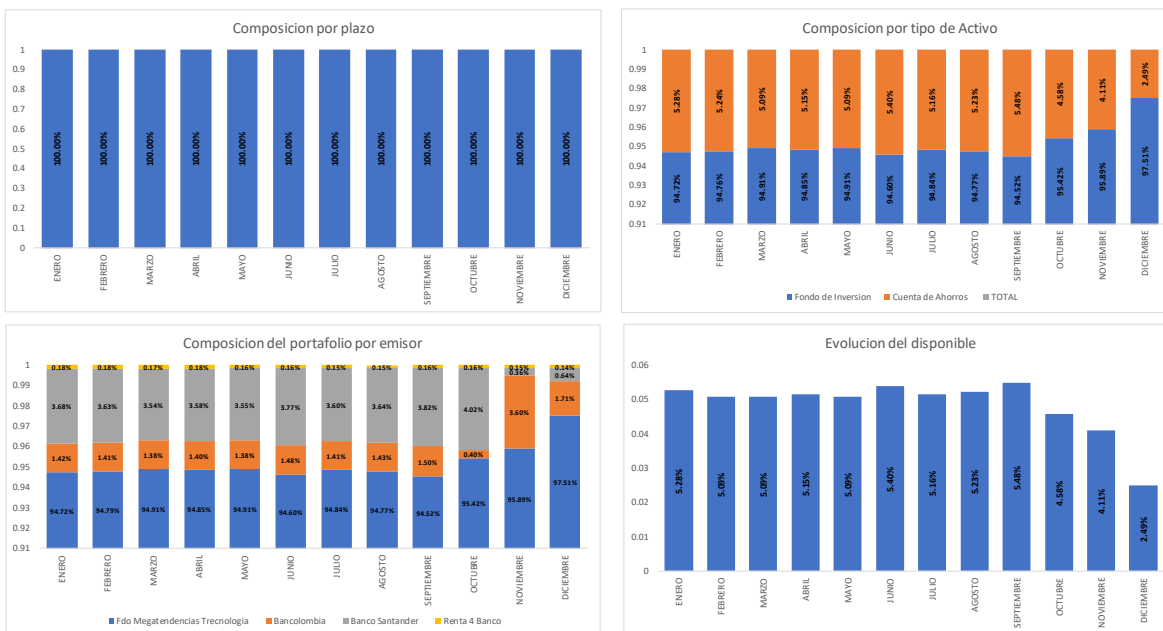 Composicion por plazo
1
0.9
0.8
0.7
0.6
0.5
0.4
0.3
0.2
0.1
0
100.00% 100.00% 100.00% 100.00% 100.00% 100.00% 100.00% 100.00% 100.00% 100.00% 100.00% 100.00%
ENERO FEBRERO MARZO ABRIL MAYO JUNIO JULIO AGOSTO SEPTIEMBRE OCTUBRE NOVIEMBRE DICIEMBRE
Composicion por tipo de Activo
1
0.99
0.98
0.97
0.96
0.95
0.94
0.93
0.92
0.91
5.28% 5.24% 5.09% 5.15% 5.09% 5.40% 5.16% 5.23% 5.48% 4.58% 4.11% 2.49%
94.72% 94.76% 94.91% 94.85% 94.91% 94.60% 94.84% 94.77% 94.52% 95.42% 95.89% 97.51%
ENERO FEBRERO MARZO ABRIL MAYO JUNIO JULIO AGOSTO SEPTIEMBRE OCTUBRE NOVIEMBRE DICIEMBRE
Fondo de Inversion Cuenta de Ahorros TOTAL
Composicion del portafolio por emisor
1
0.99
0.98
0.97
0.96
0.95
0.94
0.93
0.92
0.91
0.18% 0.18% 0.17% 0.18% 0.16% 0.16% 0.15% 0.15% 0.16% 0.16% 0.15% 0.14%
3.68% 3.63% 3.54% 3.58% 3.55% 3.77% 3.60% 3.64% 3.82% 4.02% 0.36% 0.64%
1.42% 1.41% 1.38% 1.40% 1.38% 1.48% 1.41% 1.43% 1.50% 0.40% 3.60% 1.71%
94.72% 94.79% 94.91% 94.85% 94.91% 94.60% 94.84% 94.77% 94.52% 95.42% 95.89% 97.51%
ENERO FEBRERO MARZO ABRIL MAYO JUNIO JULIO AGOSTO SEPTIEMBRE OCTUBRE NOVIEMBRE DICIEMBRE
Fdo Megatendencias Trecnologia Bancolombia Banco Santander Renta 4 Banco
Evolucion del disponible
0.06
0.05
0.04
0.03
0.02
0.01
0
5.28% 5.09% 5.09% 5.15% 5.09% 5.40% 5.16% 5.23% 5.48% 4.58% 4.11% 2.49%
ENERO FEBRERO MARZO ABRIL MAYO JUNIO JULIO AGOSTO SEPTIEMBRE OCTUBRE NOVIEMBRE DICIEMBRE